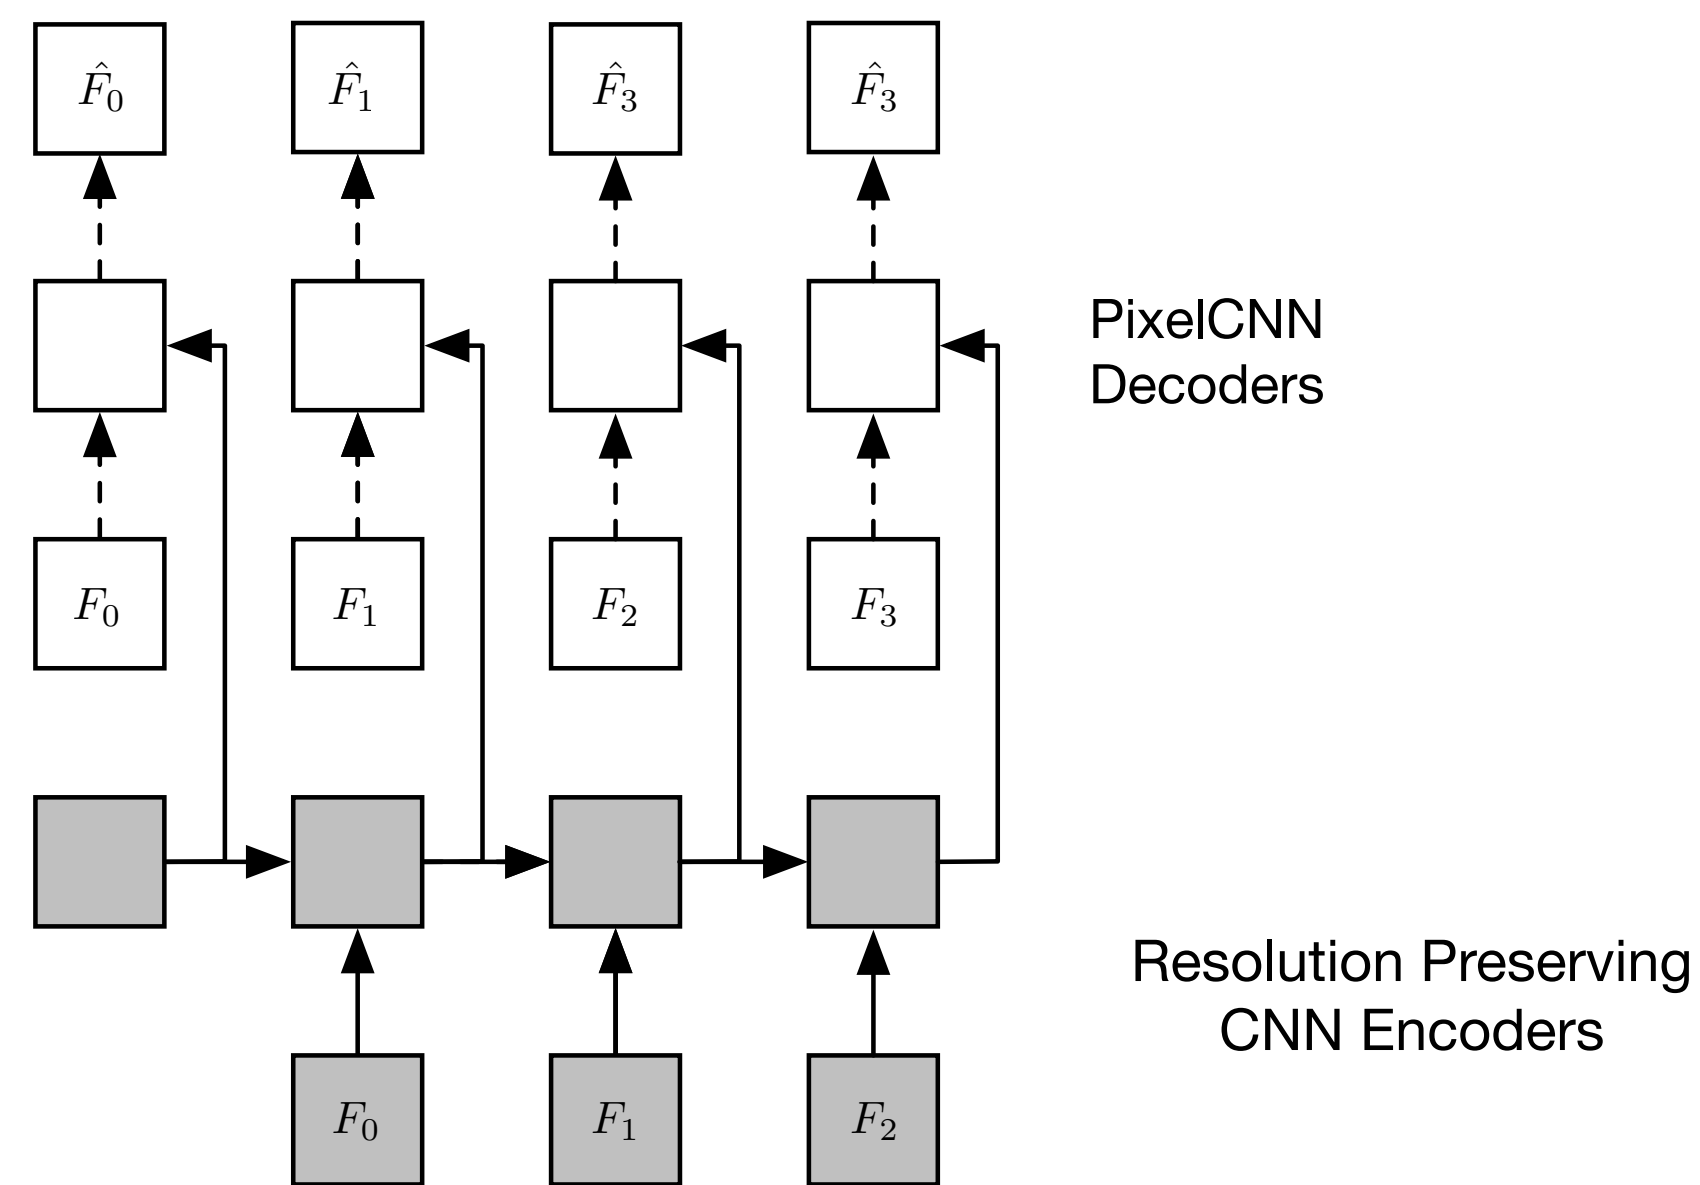 F̂₀ F̂₁ F̂₃ F̂₃
PixelCNN
Decoders
F₀ F₁ F₂ F₃
Resolution Preserving
CNN Encoders
F₀ F₁ F₂